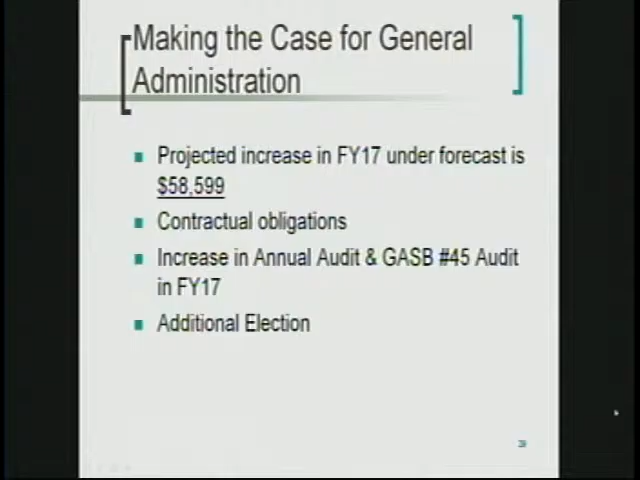 Making the Case for General
Administration
Projected increase in FY17 under forecast is
$58,599
Contractual obligations
Increase in Annual Audit & GASB #45 Audit
in FY17
Additional Election